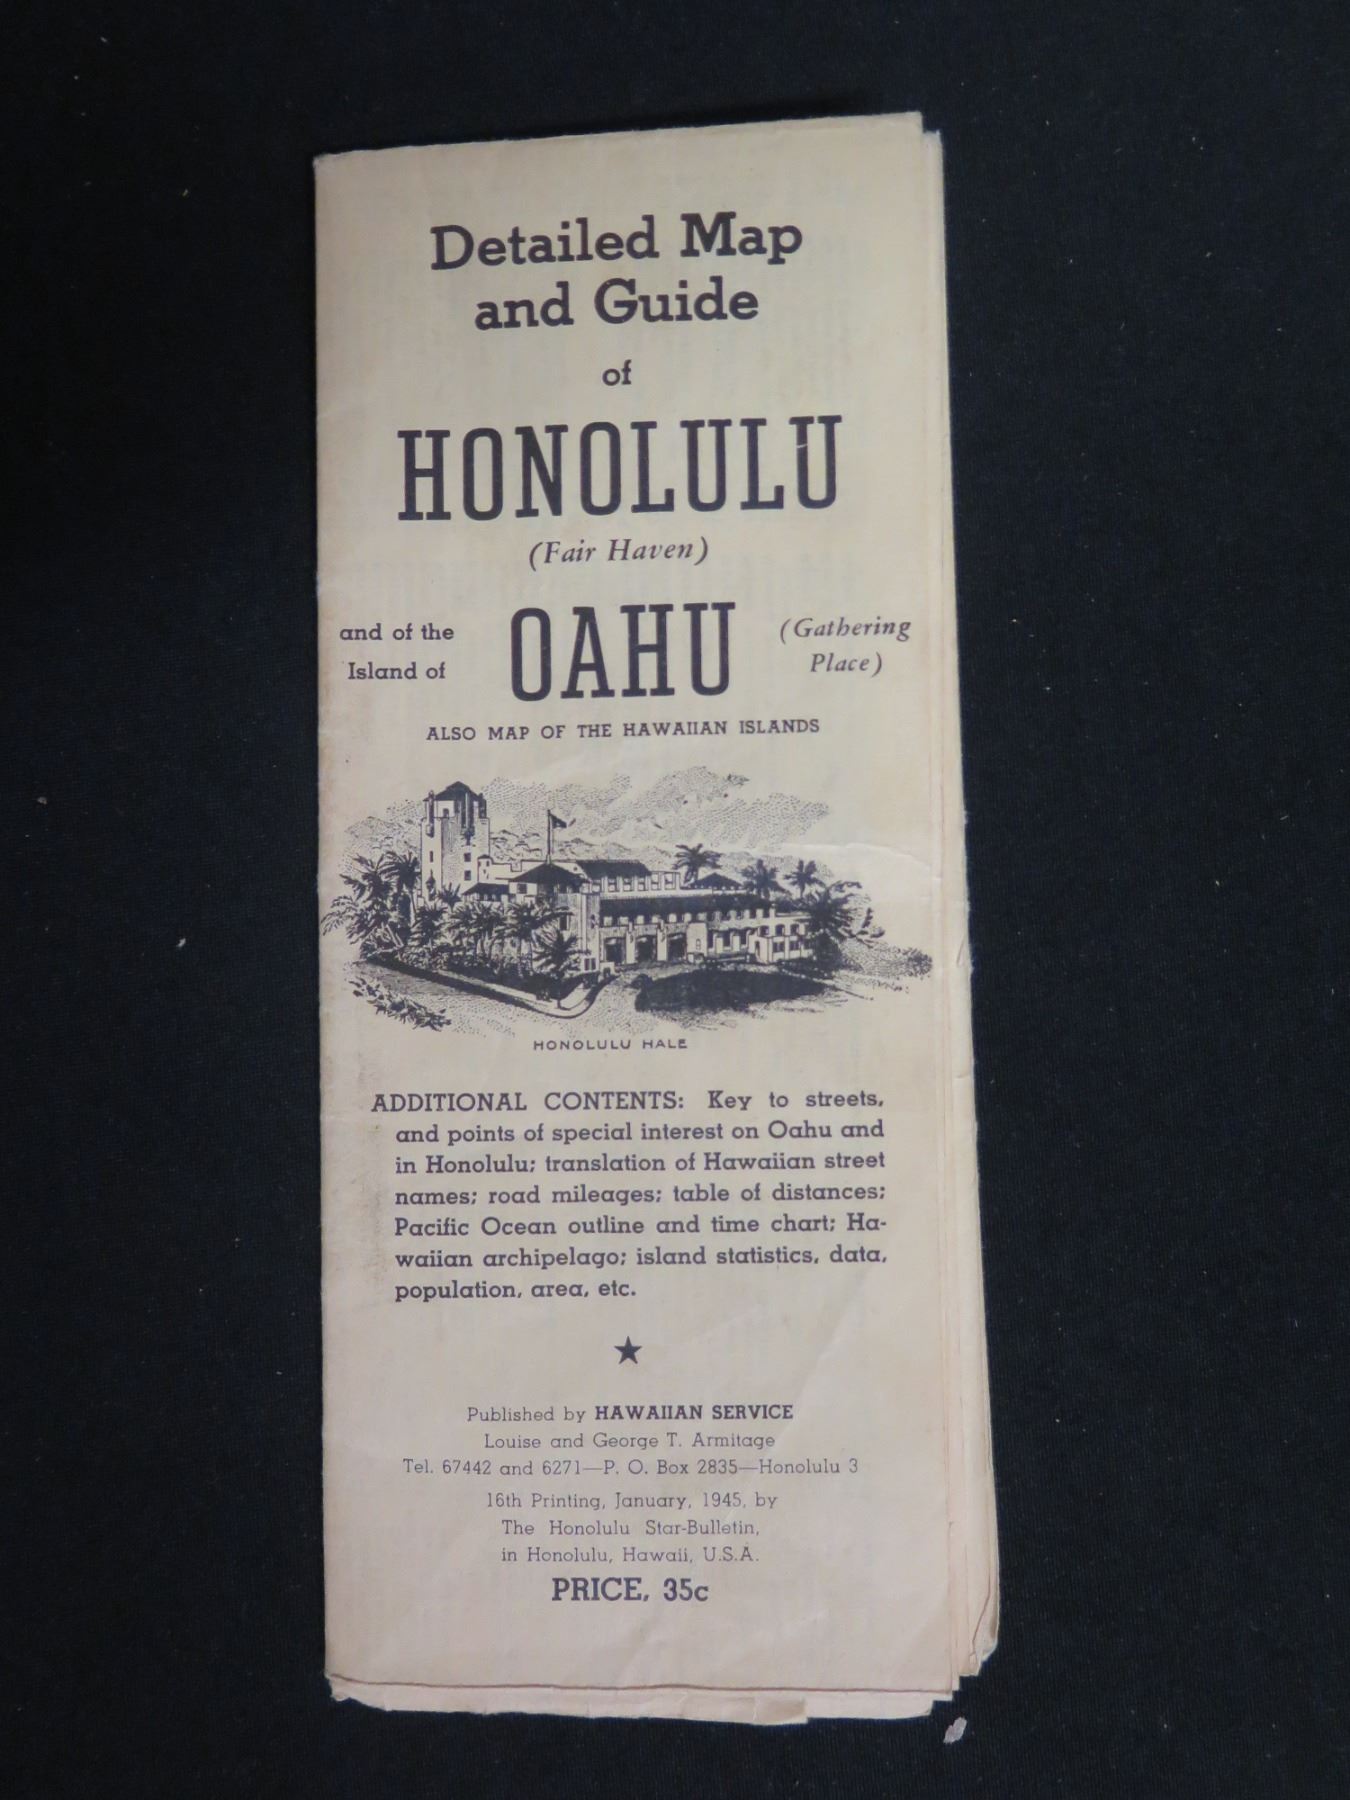 Detailed Map
and Guide
of
HONOLULU
(Fair Haven)
and of the
Island of
OAHU
(Gathering
Place)
ALSO MAP OF THE HAWAIIAN ISLANDS
HONOLULU HALE
ADDITIONAL CONTENTS: Key to streets,
and points of special interest on Oahu and
in Honolulu; translation of Hawaiian street
names; road mileages; table of distances;
Pacific Ocean outline and time chart; Ha-
waiian archipelago; island statistics, data,
population, area, etc.
★
Published by HAWAIIAN SERVICE
Louise and George T. Armitage
Tel. 67442 and 6271—P. O. Box 2835—Honolulu 3
16th Printing, January, 1945, by
The Honolulu Star-Bulletin,
in Honolulu, Hawaii, U.S.A.
PRICE, 35c